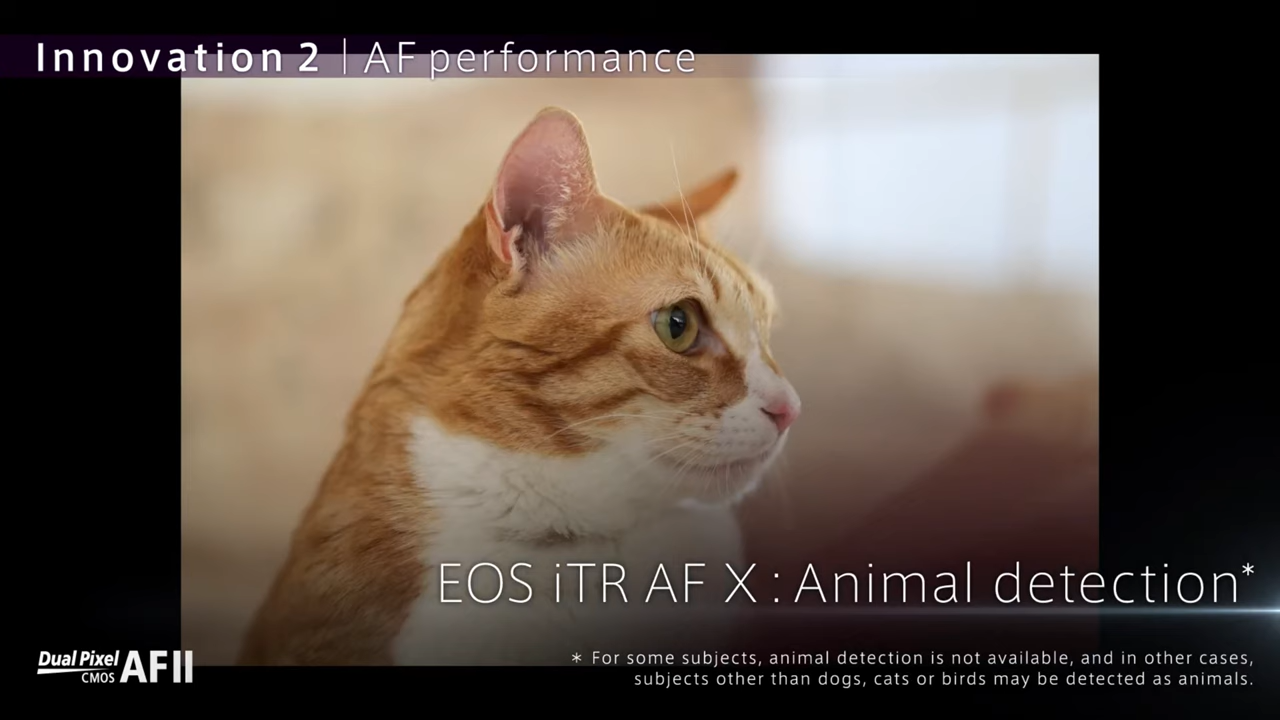 Innovation 2 | AF performance
EOS iTR AF X : Animal detection*
Dual Pixel
CMOS AF II
* For some subjects, animal detection is not available, and in other cases,
subjects other than dogs, cats or birds may be detected as animals.